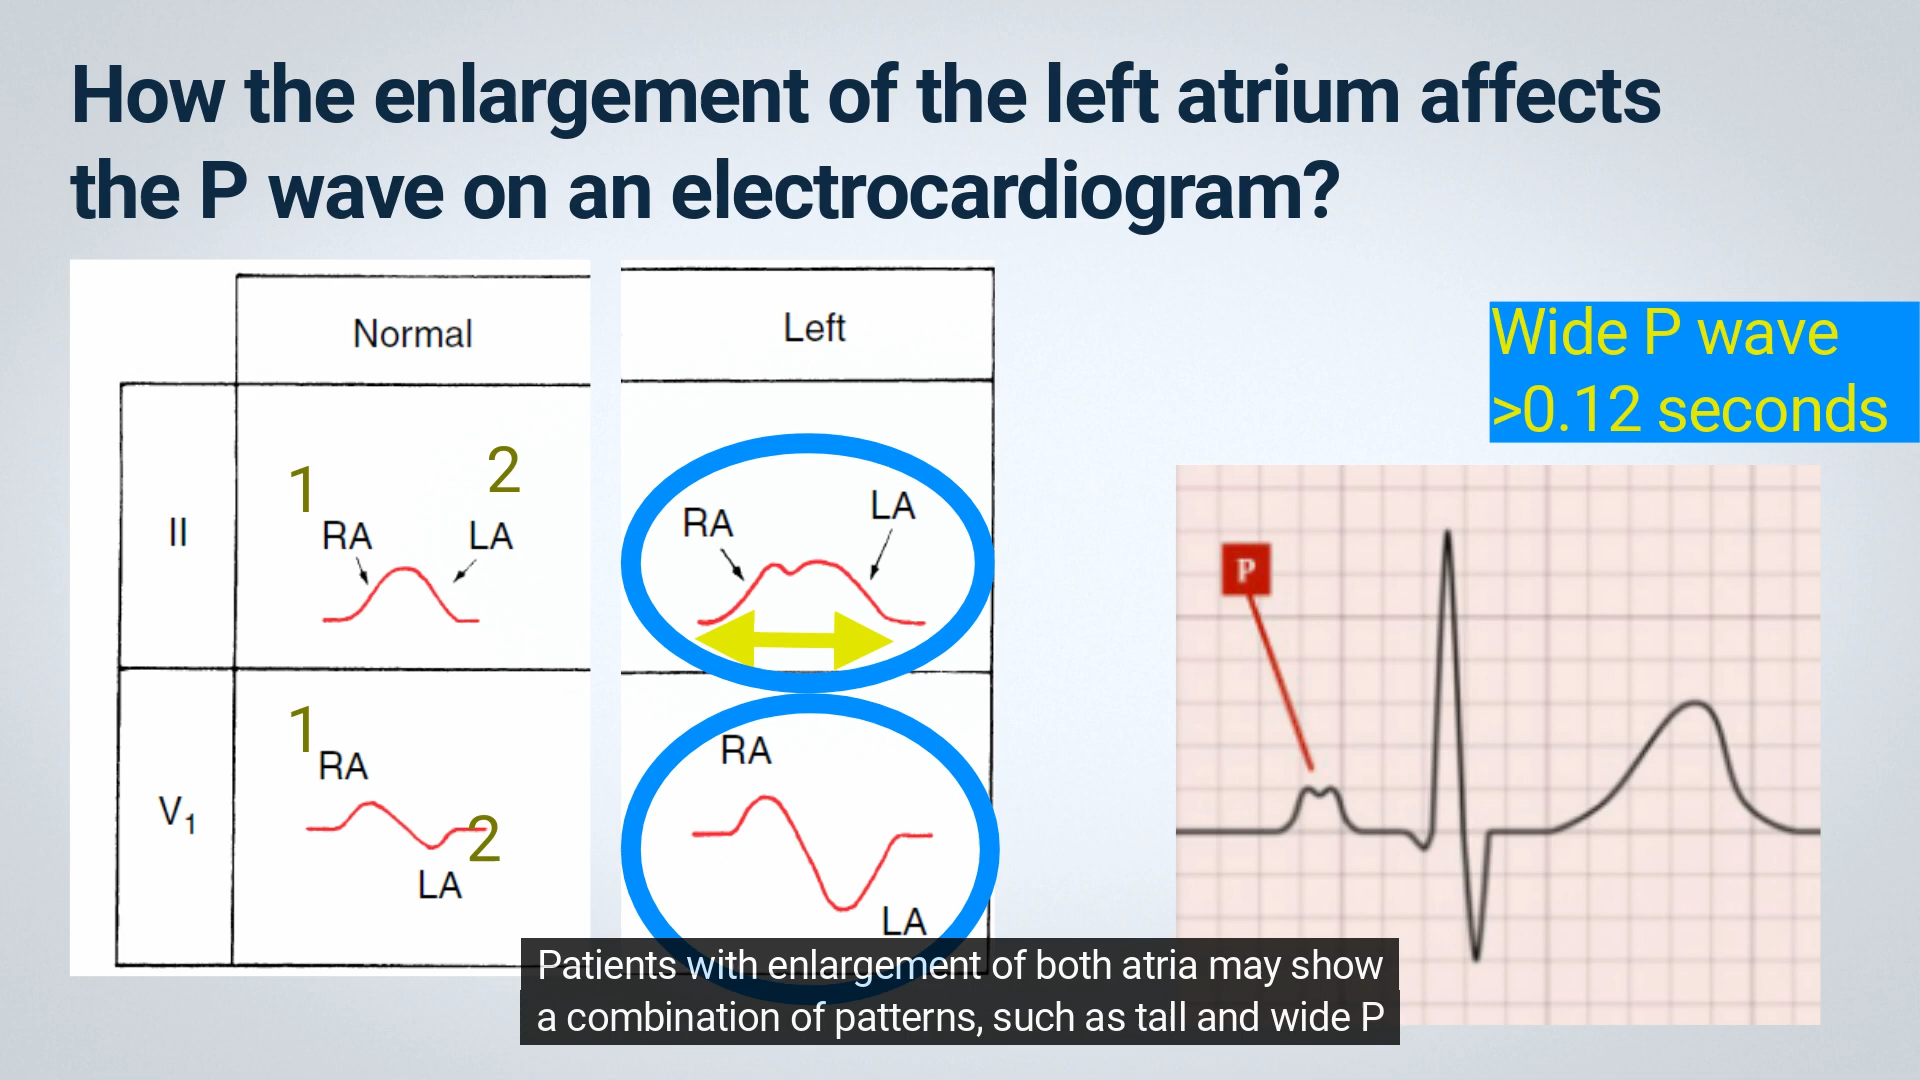 How the enlargement of the left atrium affects
the P wave on an electrocardiogram?
Normal
Left
Wide P wave
>0.12 seconds
II
1
2
RA
LA
RA
LA
P
V1
1
RA
2
LA
RA
LA
Patients with enlargement of both atria may show
a combination of patterns, such as tall and wide P